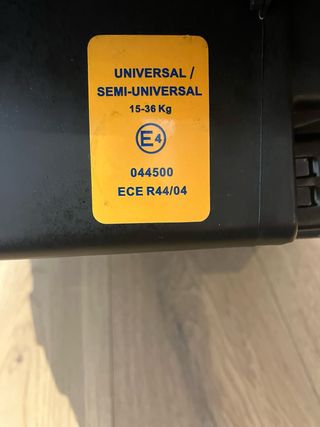 UNIVERSAL /
SEMI-UNIVERSAL
15-36 Kg
E4
044500
ECE R44/04